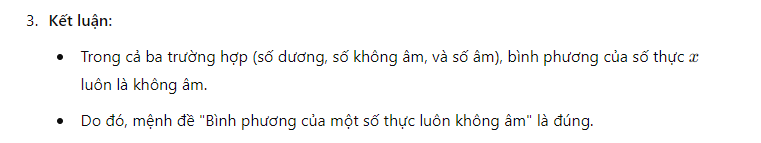 3. Kết luận:
• Trong cả ba trường hợp (số dương, số không âm, và số âm), bình phương của số thực x
luôn là không âm.
• Do đó, mệnh đề "Bình phương của một số thực luôn không âm" là đúng.